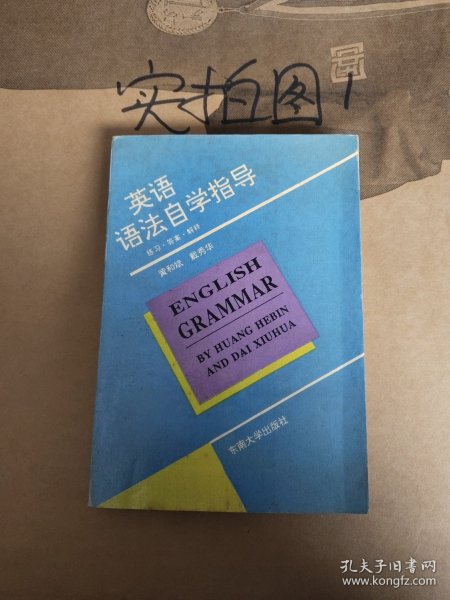 实拍图1
英语
语法自学指导
练习·答案·解释
黄和斌 戴秀华
ENGLISH
GRAMMAR
BY HUANG HEBIN
AND DAI XIUHUA
东南大学出版社
孔夫子旧书网
www.kongfz.com